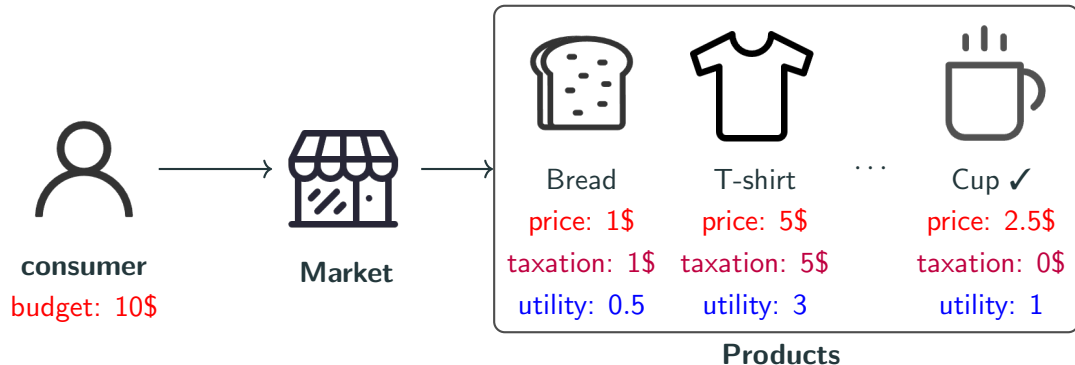 consumer
budget: 10$
Market
Bread
price: 1$
taxation: 1$
utility: 0.5
T-shirt
price: 5$
taxation: 5$
utility: 3
...
Cup ✓
price: 2.5$
taxation: 0$
utility: 1
Products